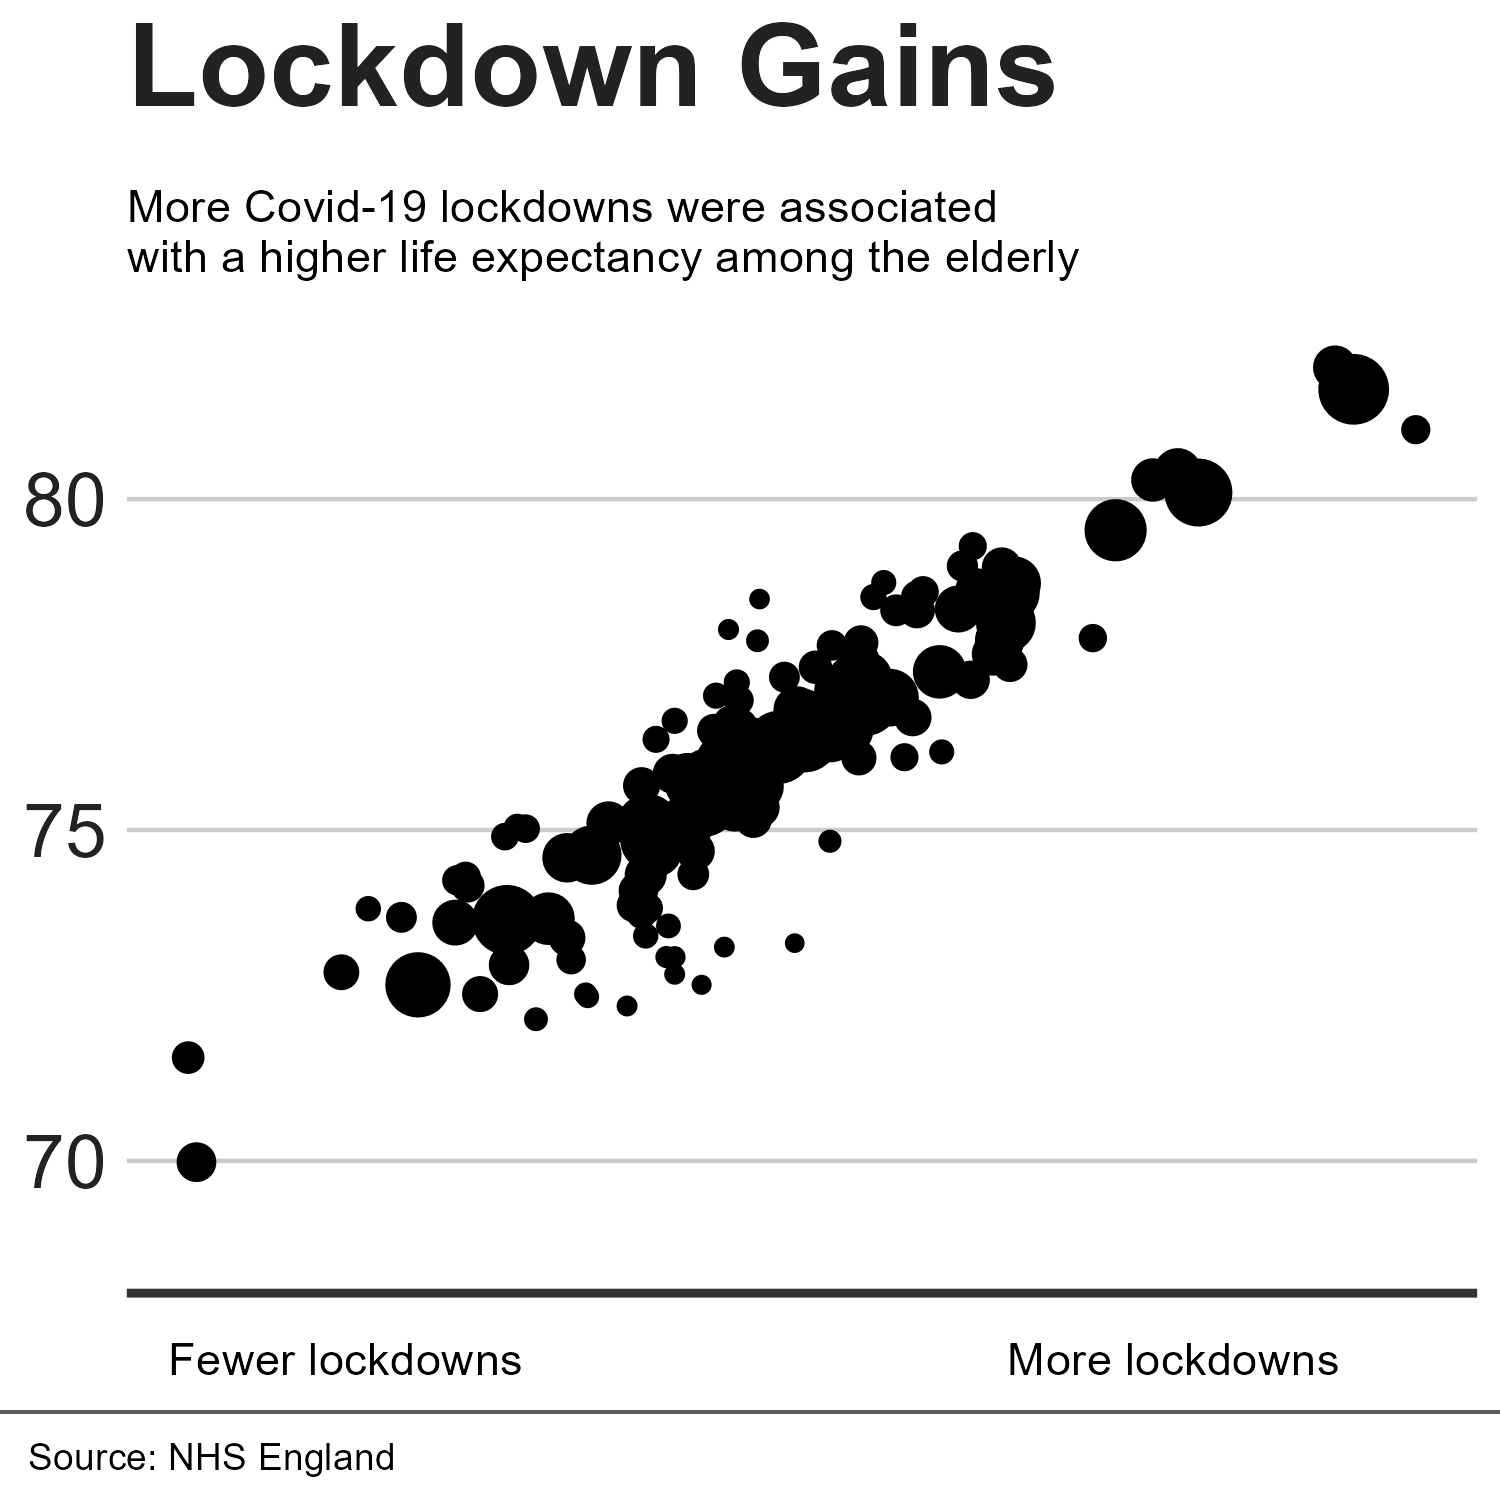 Lockdown Gains
More Covid-19 lockdowns were associated
with a higher life expectancy among the elderly
80
75
70
Fewer lockdowns
More lockdowns
Source: NHS England